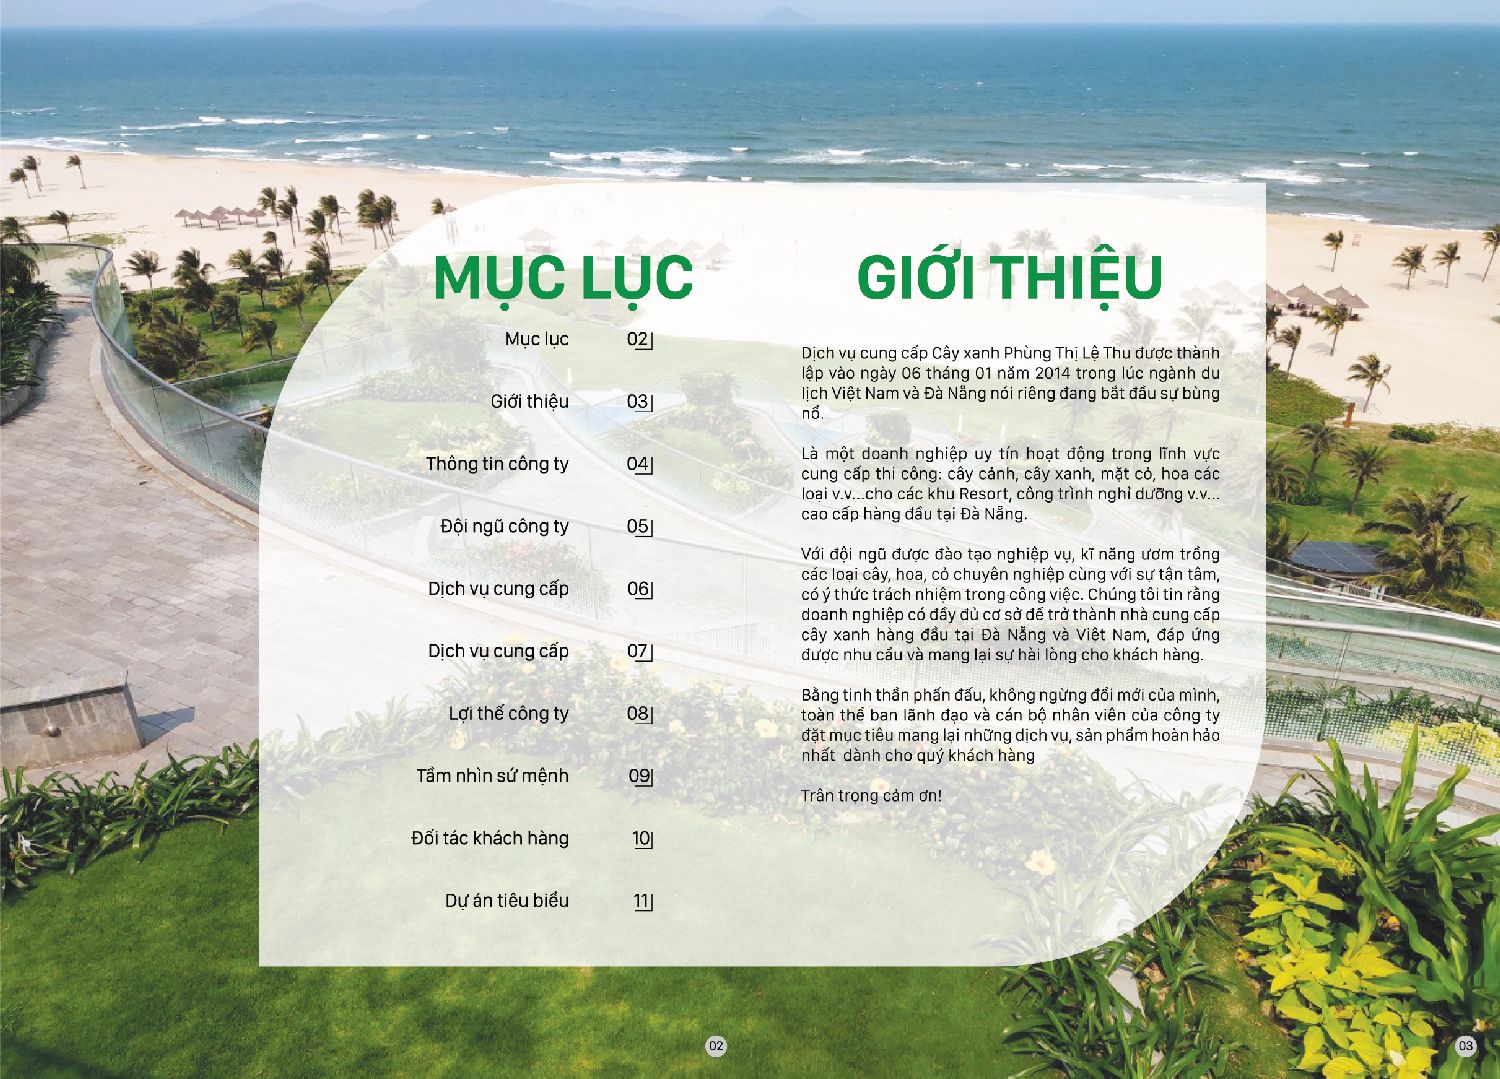 MỤC LỤC
Mục lục 02
Giới thiệu 03
Thông tin công ty 04
Đội ngũ công ty 05
Dịch vụ cung cấp 06
Dịch vụ cung cấp 07
Lợi thế công ty 08
Tầm nhìn sứ mệnh 09
Đối tác khách hàng 10
Dự án tiêu biểu 11
GIỚI THIỆU
Dịch vụ cung cấp Cây xanh Phùng Thị Lệ Thu được thành
lập vào ngày 06 tháng 01 năm 2014 trong lúc ngành du
lịch Việt Nam và Đà Nẵng nói riêng đang bắt đầu sự bùng
nổ.
Là một doanh nghiệp uy tín hoạt động trong lĩnh vực
cung cấp thi công: cây cảnh, cây xanh, mặt cỏ, hoa các
loại v.v...cho các khu Resort, công trình nghỉ dưỡng v.v...
cao cấp hàng đầu tại Đà Nẵng.
Với đội ngũ được đào tạo nghiệp vụ, kĩ năng ươm trồng
các loại cây, hoa, cỏ chuyên nghiệp cùng với sự tận tâm,
có ý thức trách nhiệm trong công việc. Chúng tôi tin rằng
doanh nghiệp có đầy đủ cơ sở để trở thành nhà cung cấp
cây xanh hàng đầu tại Đà Nẵng và Việt Nam, đáp ứng
được nhu cầu và mang lại sự hài lòng cho khách hàng.
Bằng tinh thần phấn đấu, không ngừng đổi mới của mình,
toàn thể ban lãnh đạo và cán bộ nhân viên của công ty
đặt mục tiêu mang lại những dịch vụ, sản phẩm hoàn hảo
nhất dành cho quý khách hàng
Trân trọng cảm ơn!
02
03